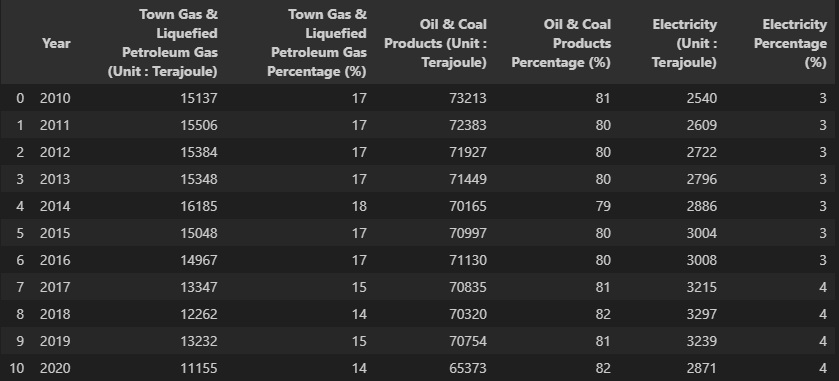 Year Town Gas & Liquefied Petroleum Gas (Unit : Terajoule) Town Gas & Liquefied Petroleum Gas Percentage (%) Oil & Coal Products (Unit : Terajoule) Oil & Coal Products Percentage (%) Electricity (Unit : Terajoule) Electricity Percentage (%)
0 2010 15137 17 73213 81 2540 3
1 2011 15506 17 72383 80 2609 3
2 2012 15384 17 71927 80 2722 3
3 2013 15348 17 71449 80 2796 3
4 2014 16185 18 70165 79 2886 3
5 2015 15048 17 70997 80 3004 3
6 2016 14967 17 71130 80 3008 3
7 2017 13347 15 70835 81 3215 4
8 2018 12262 14 70320 82 3297 4
9 2019 13232 15 70754 81 3239 4
10 2020 11155 14 65373 82 2871 4